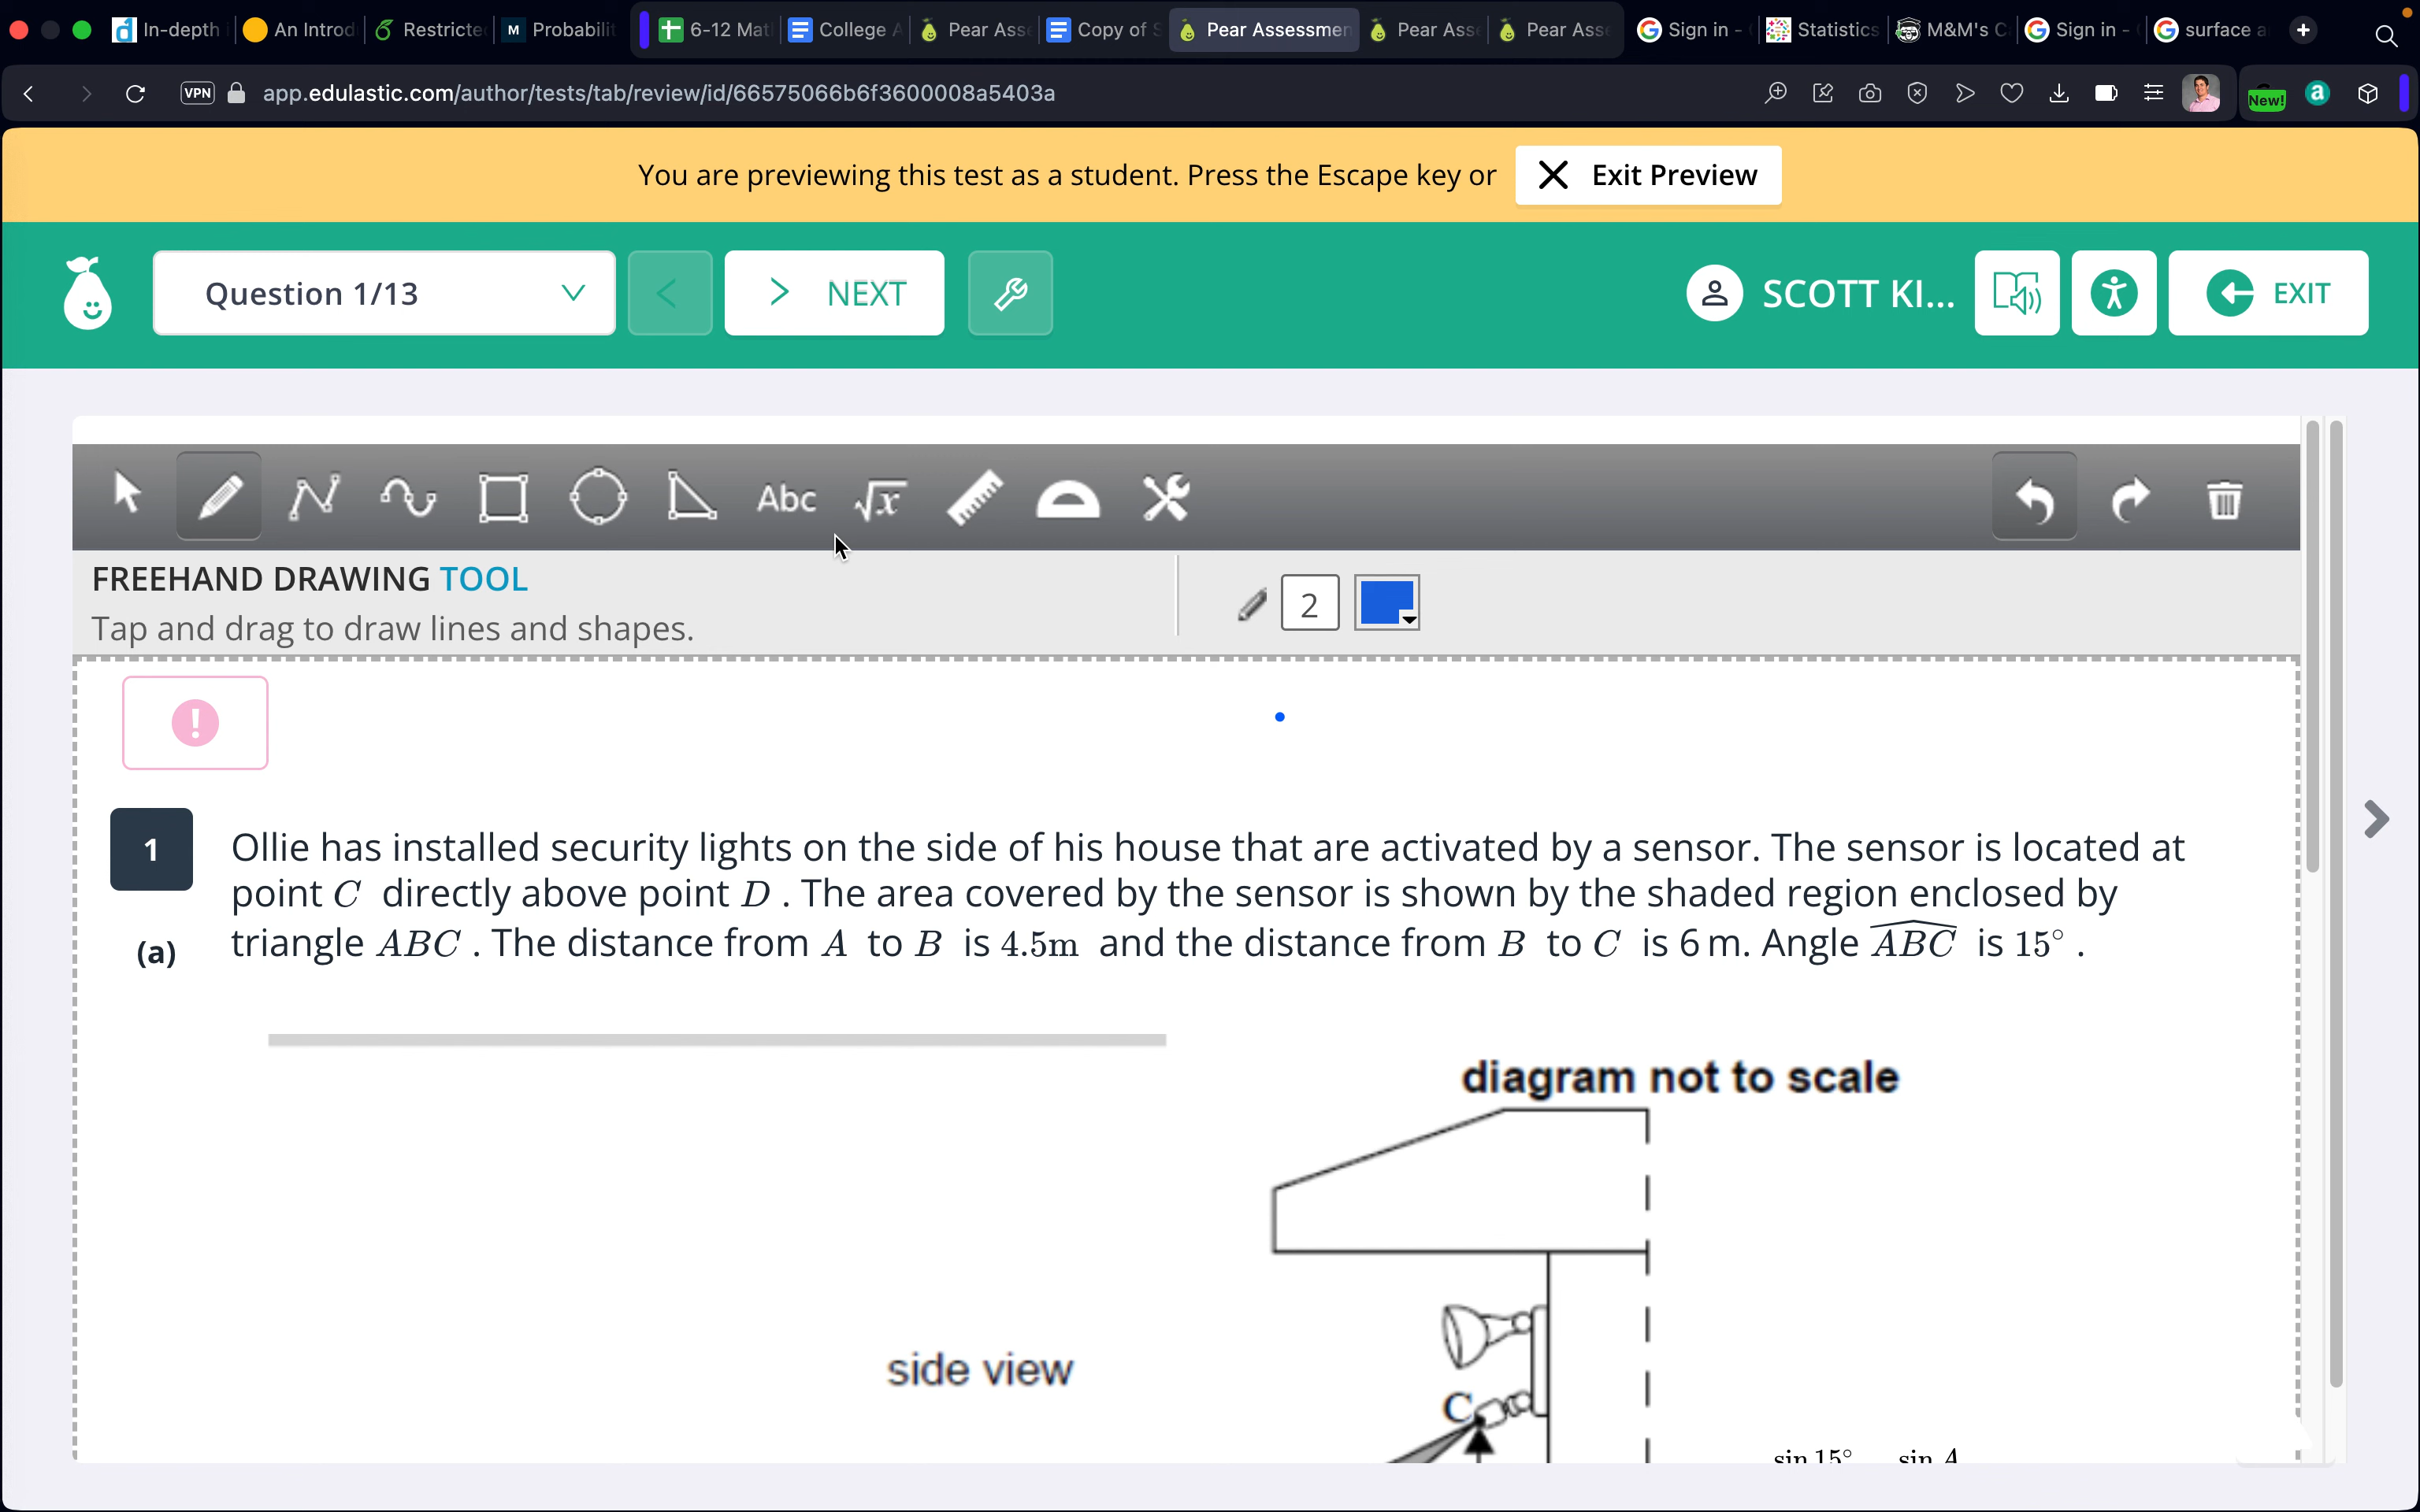 In-depth An Introd Restricte Probabilit 6-12 Mat College A Pear Asse Copy of S Pear Assessmen Pear Asse Pear Asse Sign in - Statistics M&M's C Sign in - surface a
VPN app.edulastic.com/author/tests/tab/review/id/66575066b6f3600008a5403a New!
You are previewing this test as a student. Press the Escape key or Exit Preview
Question 1/13 NEXT SCOTT KI... EXIT
Abc √x
FREEHAND DRAWING TOOL
Tap and drag to draw lines and shapes.
2
!
1
(a)
Ollie has installed security lights on the side of his house that are activated by a sensor. The sensor is located at
point C directly above point D . The area covered by the sensor is shown by the shaded region enclosed by
triangle ABC . The distance from A to B is 4.5m and the distance from B to C is 6 m. Angle ABC is 15° .
diagram not to scale
side view
C
sin 15° sin A